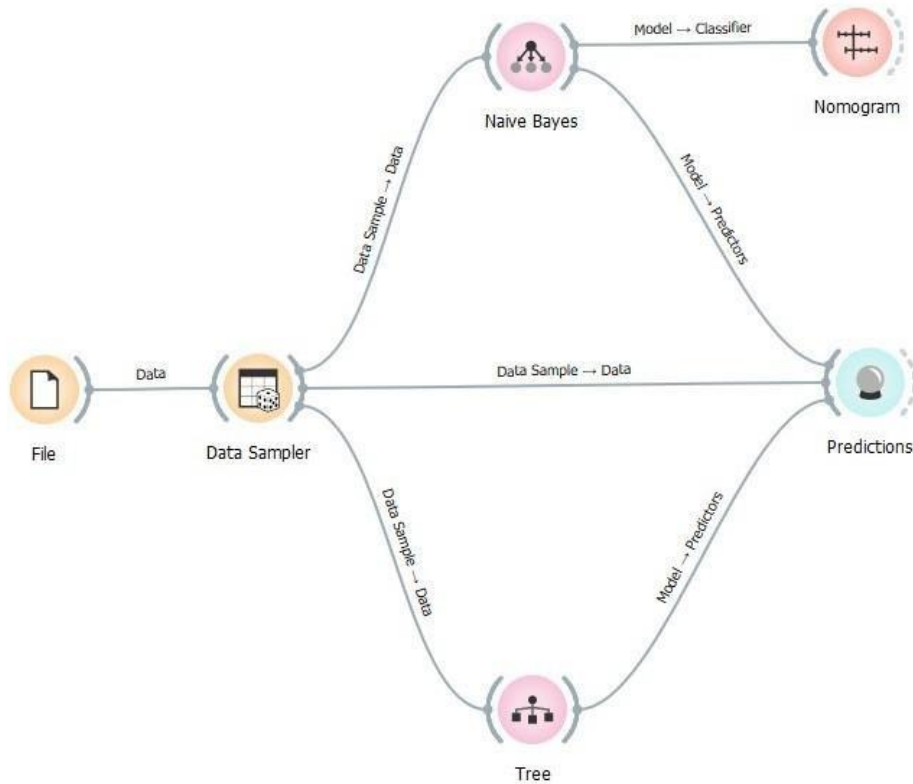 Model → Classifier
Naive Bayes
Nomogram
Data Sample → Data
Model → Predictors
Data
Data Sample → Data
File
Data Sampler
Predictions
Data Sample → Data
Model → Predictors
Tree